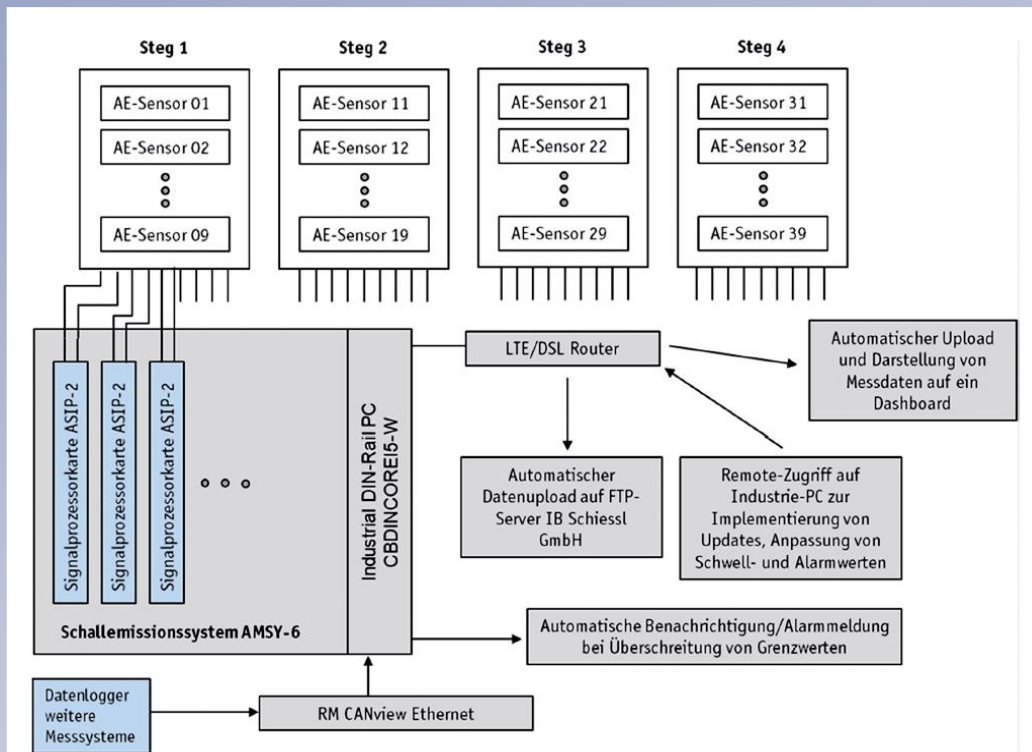 Steg 1
Steg 2
Steg 3
Steg 4
AE-Sensor 01
AE-Sensor 02
AE-Sensor 09
AE-Sensor 11
AE-Sensor 12
AE-Sensor 19
AE-Sensor 21
AE-Sensor 22
AE-Sensor 29
AE-Sensor 31
AE-Sensor 32
AE-Sensor 39
Signalprozessorkarte ASIP-2
Signalprozessorkarte ASIP-2
Signalprozessorkarte ASIP-2
Schallemissionssystem AMSY-6
Industrial DIN-Rail PC
CBDINCOREI5-W
LTE/DSL Router
Automatischer Upload
und Darstellung von
Messdaten auf ein
Dashboard
Automatischer
Datenupload auf FTP-
Server IB Schiessl
GmbH
Remote-Zugriff auf
Industrie-PC zur
Implementierung von
Updates, Anpassung von
Schwell- und Alarmwerten
Automatische Benachrichtigung/Alarmmeldung
bei Überschreitung von Grenzwerten
Datenlogger
weitere
Messsysteme
RM CANview Ethernet